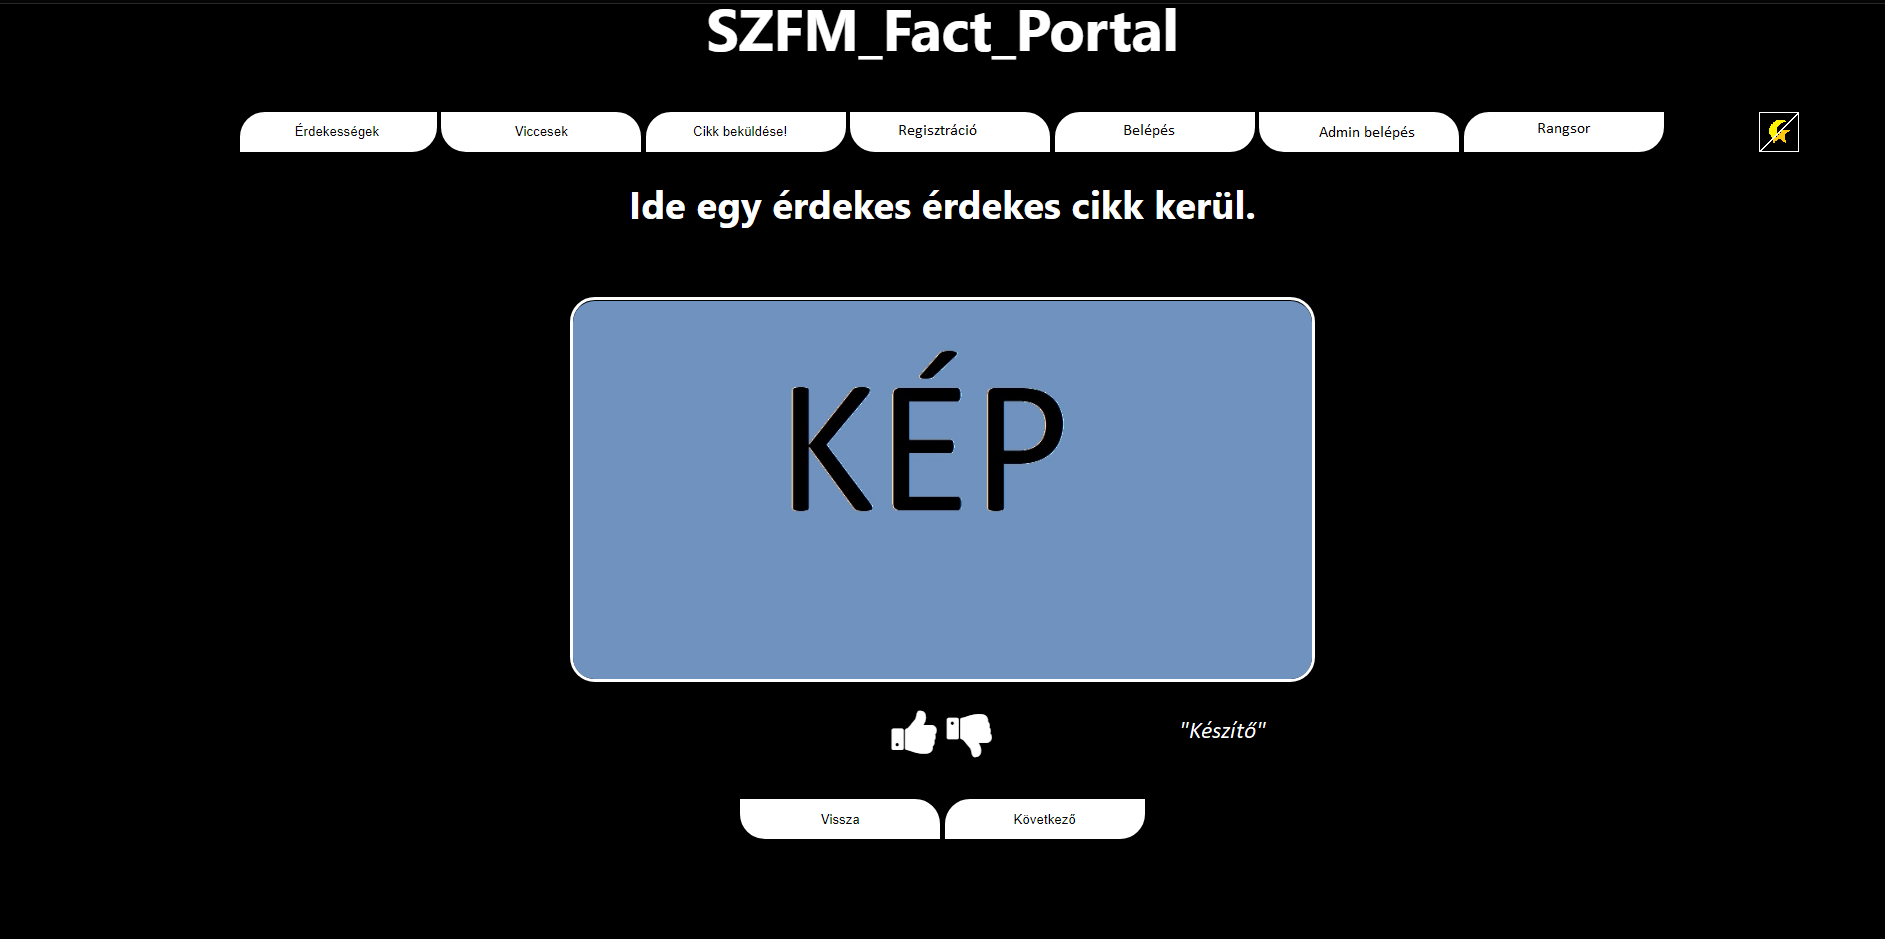 SZFM_Fact_Portal
Érdekességek Viccesek Cikk beküldése! Regisztráció Belépés Admin belépés Rangsor
Ide egy érdekes érdekes cikk kerül.
KÉP
"Készítő"
Vissza Következő